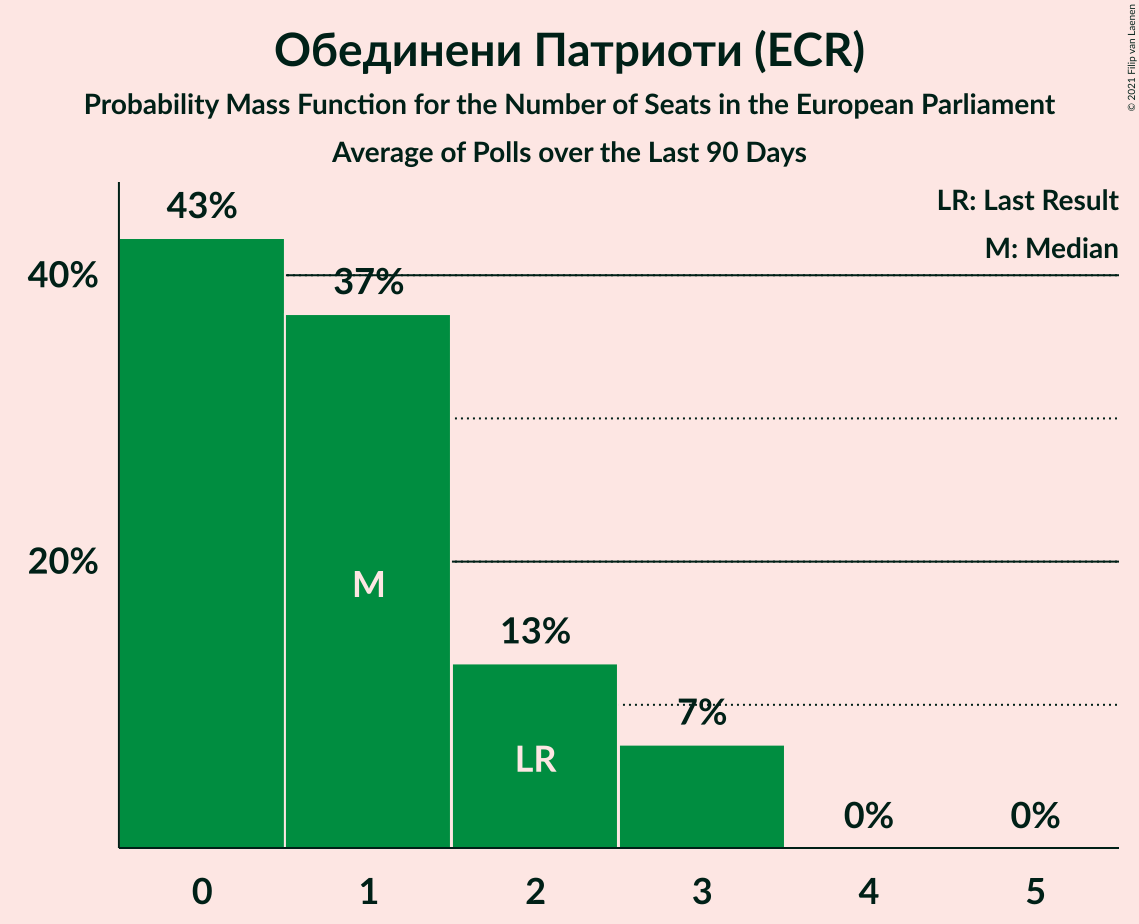 Обединени Патриоти (ECR)
Probability Mass Function for the Number of Seats in the European Parliament
Average of Polls over the Last 90 Days
© 2021 Filip van Laenen
LR: Last Result
M: Median
43%
40%
37%
20%
M
13%
LR
7%
0%
0%
0 1 2 3 4 5